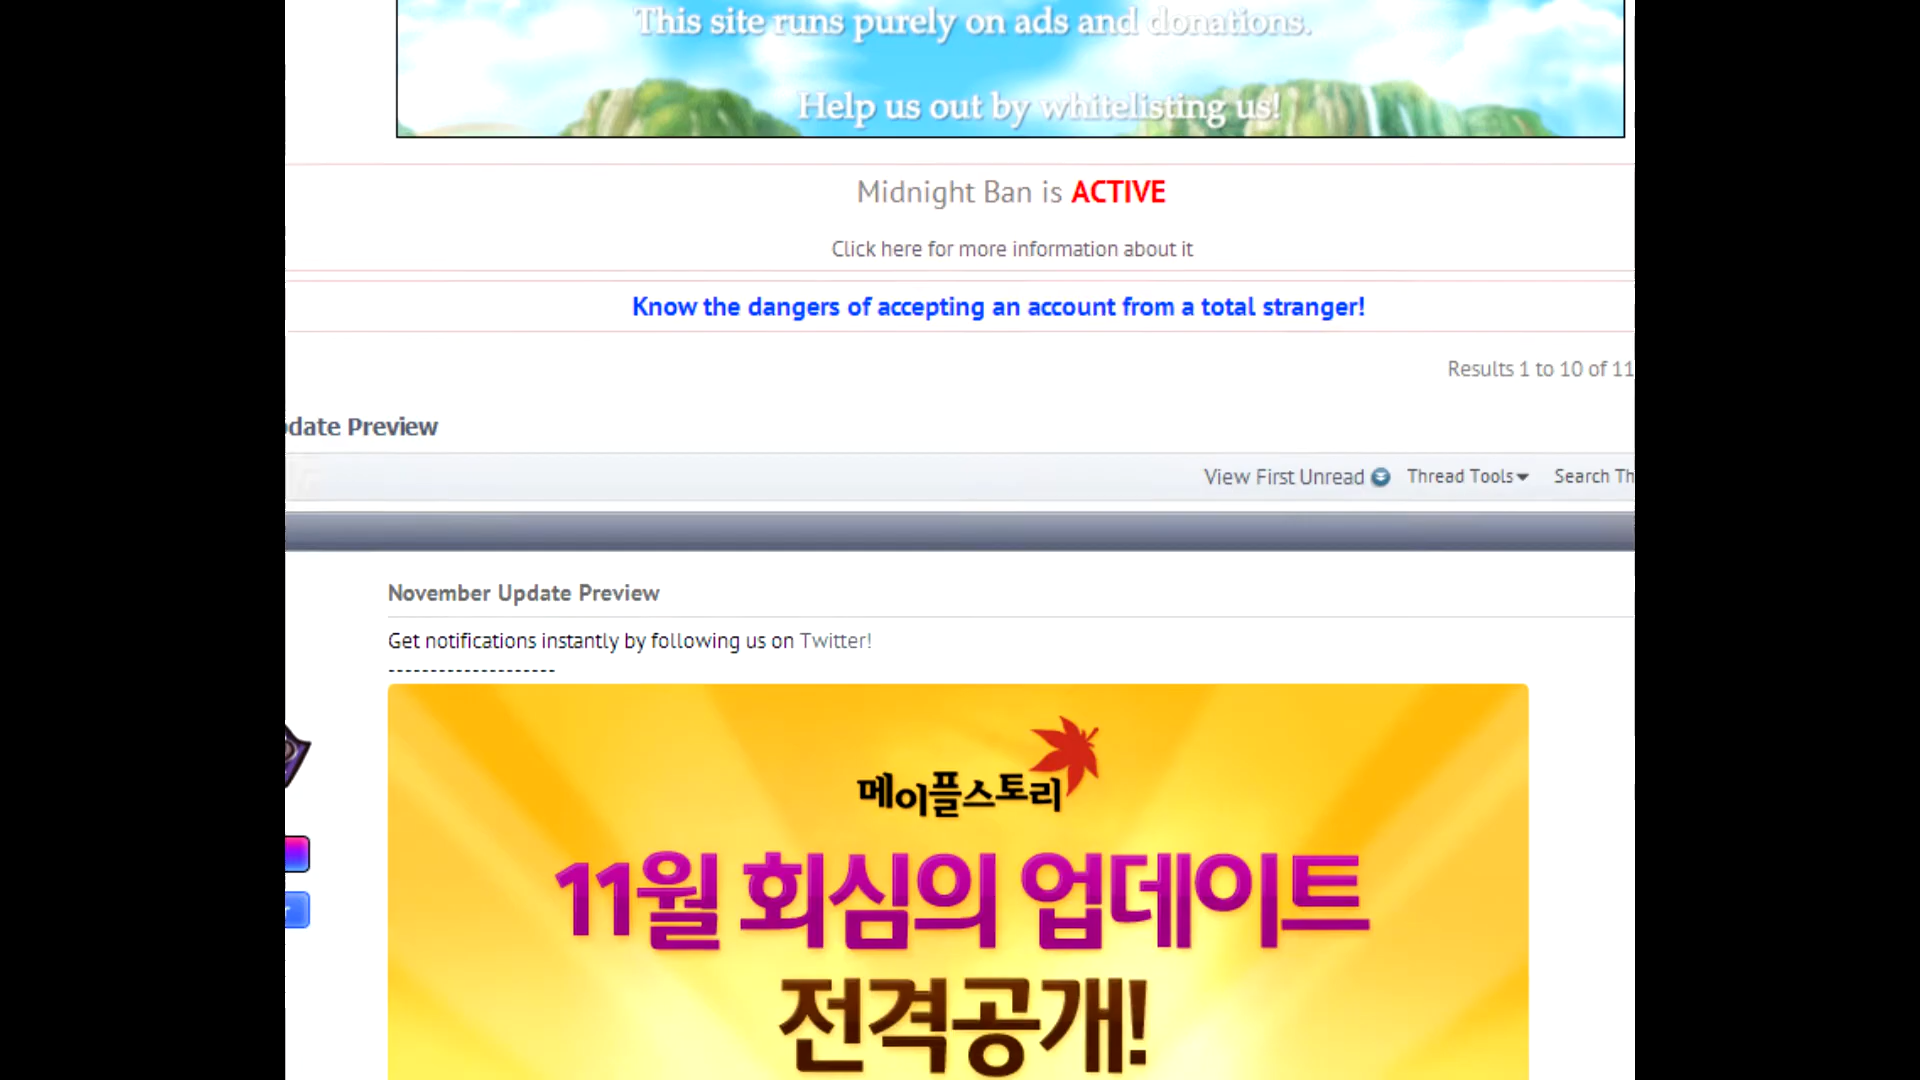 This site runs purely on ads and donations.
Help us out by whitelisting us!
Midnight Ban is ACTIVE
Click here for more information about it
Know the dangers of accepting an account from a total stranger!
Results 1 to 10 of 11
date Preview
View First Unread Thread Tools Search Th
November Update Preview
Get notifications instantly by following us on Twitter!
--------------------
메이플스토리
11월 회심의 업데이트
전격공개!